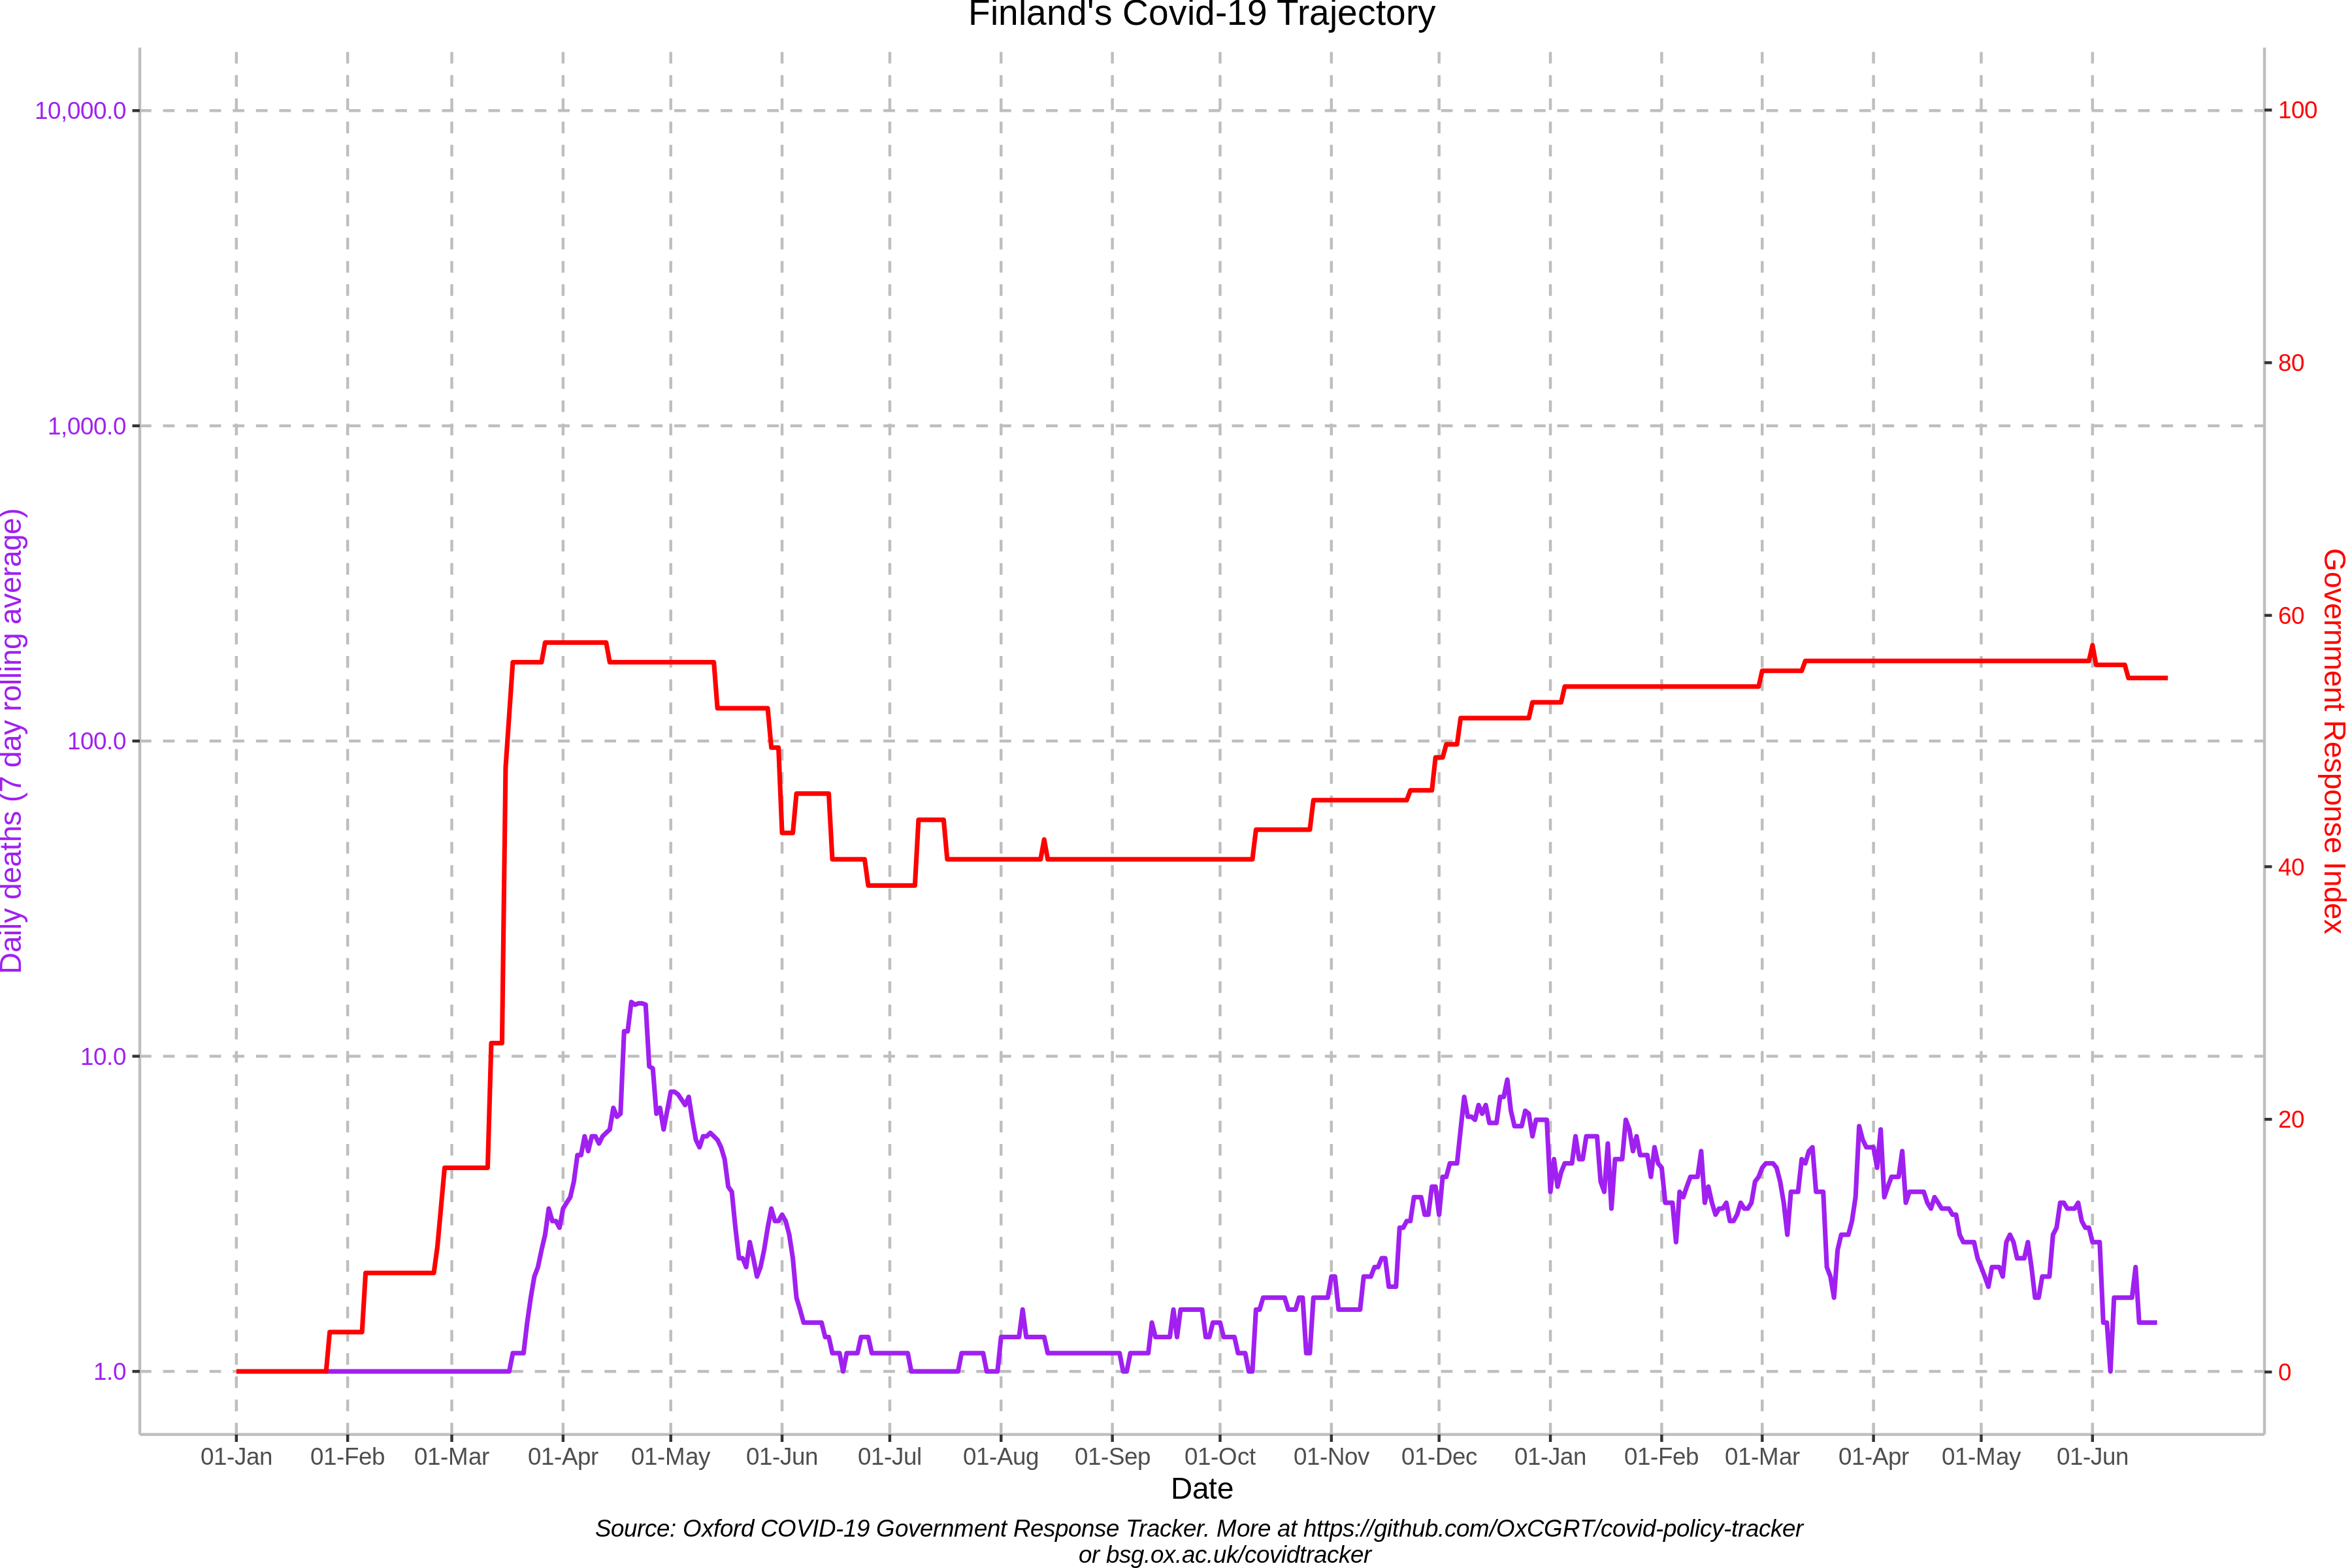 Finland's Covid-19 Trajectory
10,000.0
1,000.0
100.0
10.0
1.0
Daily deaths (7 day rolling average)
100
80
60
40
20
0
Government Response Index
01-Jan 01-Feb 01-Mar 01-Apr 01-May 01-Jun 01-Jul 01-Aug 01-Sep 01-Oct 01-Nov 01-Dec 01-Jan 01-Feb 01-Mar 01-Apr 01-May 01-Jun
Date
Source: Oxford COVID-19 Government Response Tracker. More at https://github.com/OxCGRT/covid-policy-tracker
or bsg.ox.ac.uk/covidtracker